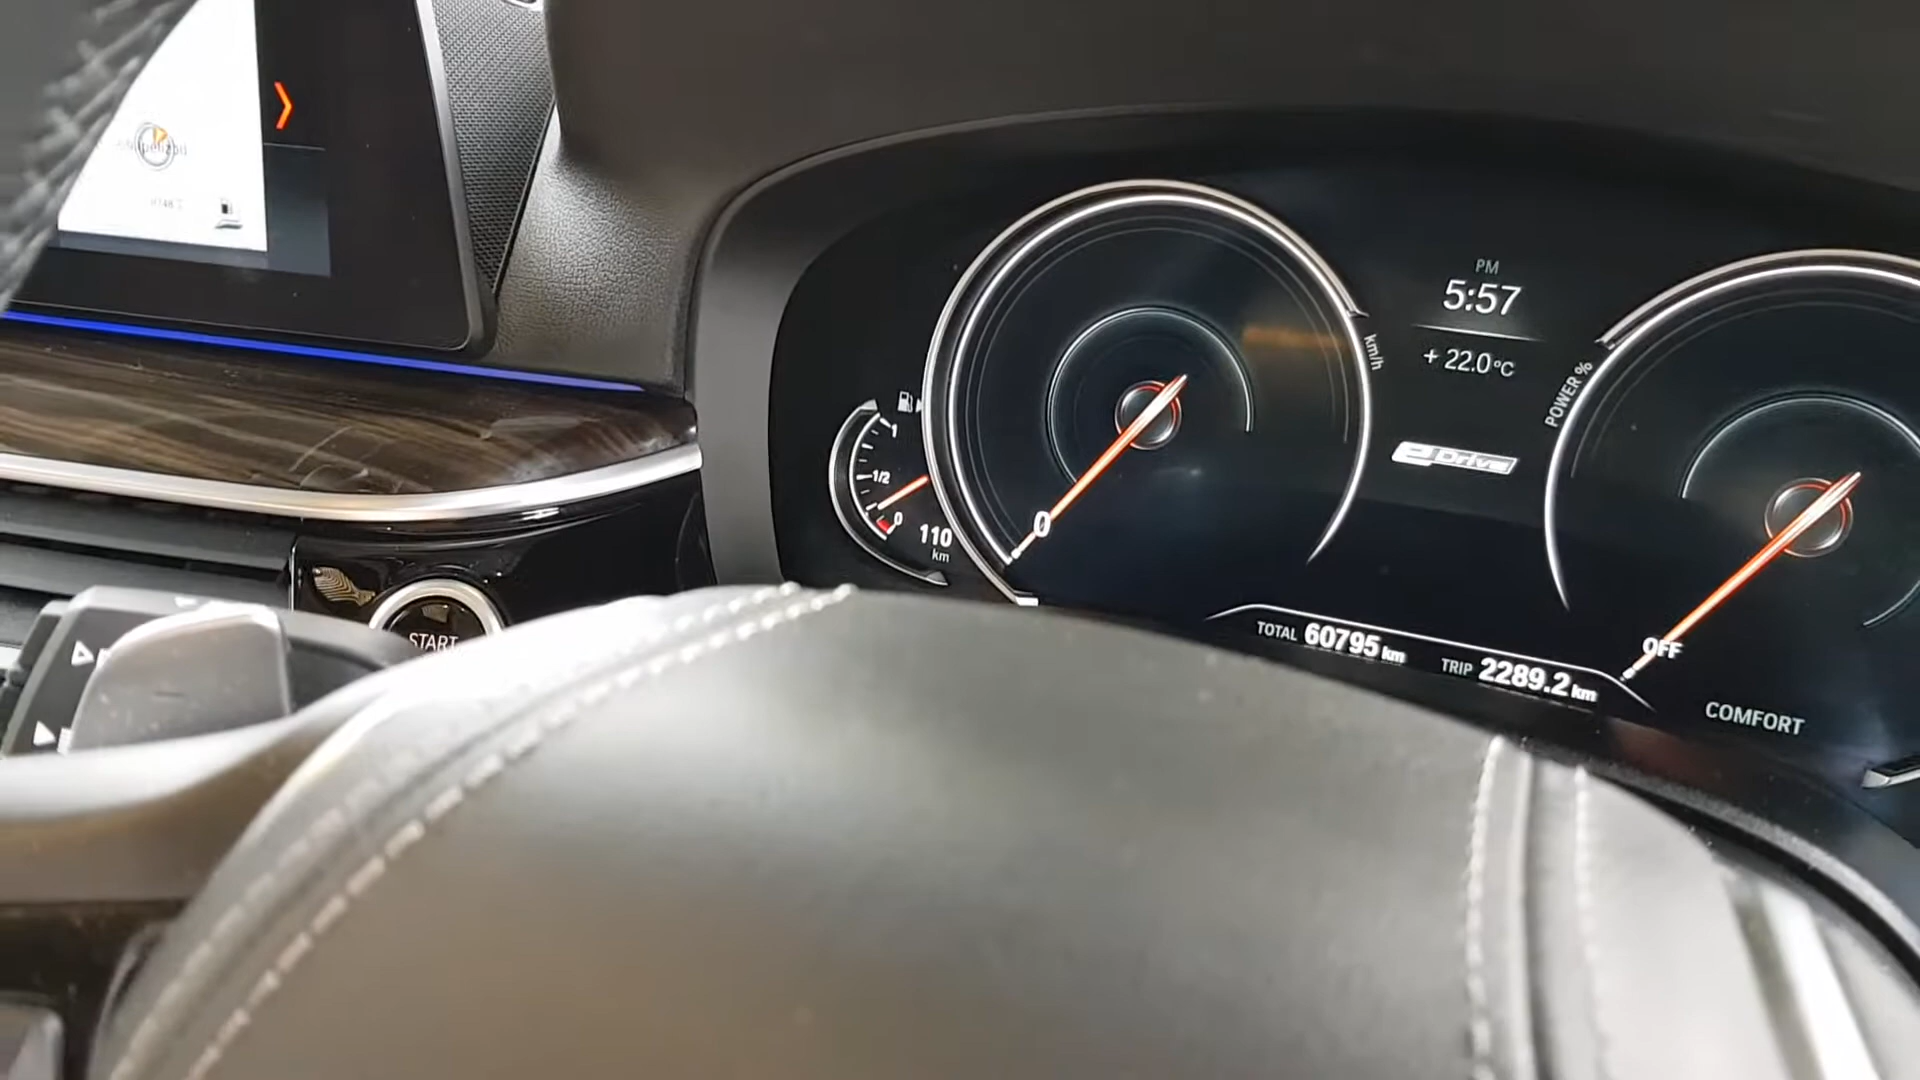 PM
5:57
+ 22.0°C
km/h
POWER %
eDrive
1
1/2
0
110
km
0
START
TOTAL 60795 km TRIP 2289.2 km
OFF
COMFORT